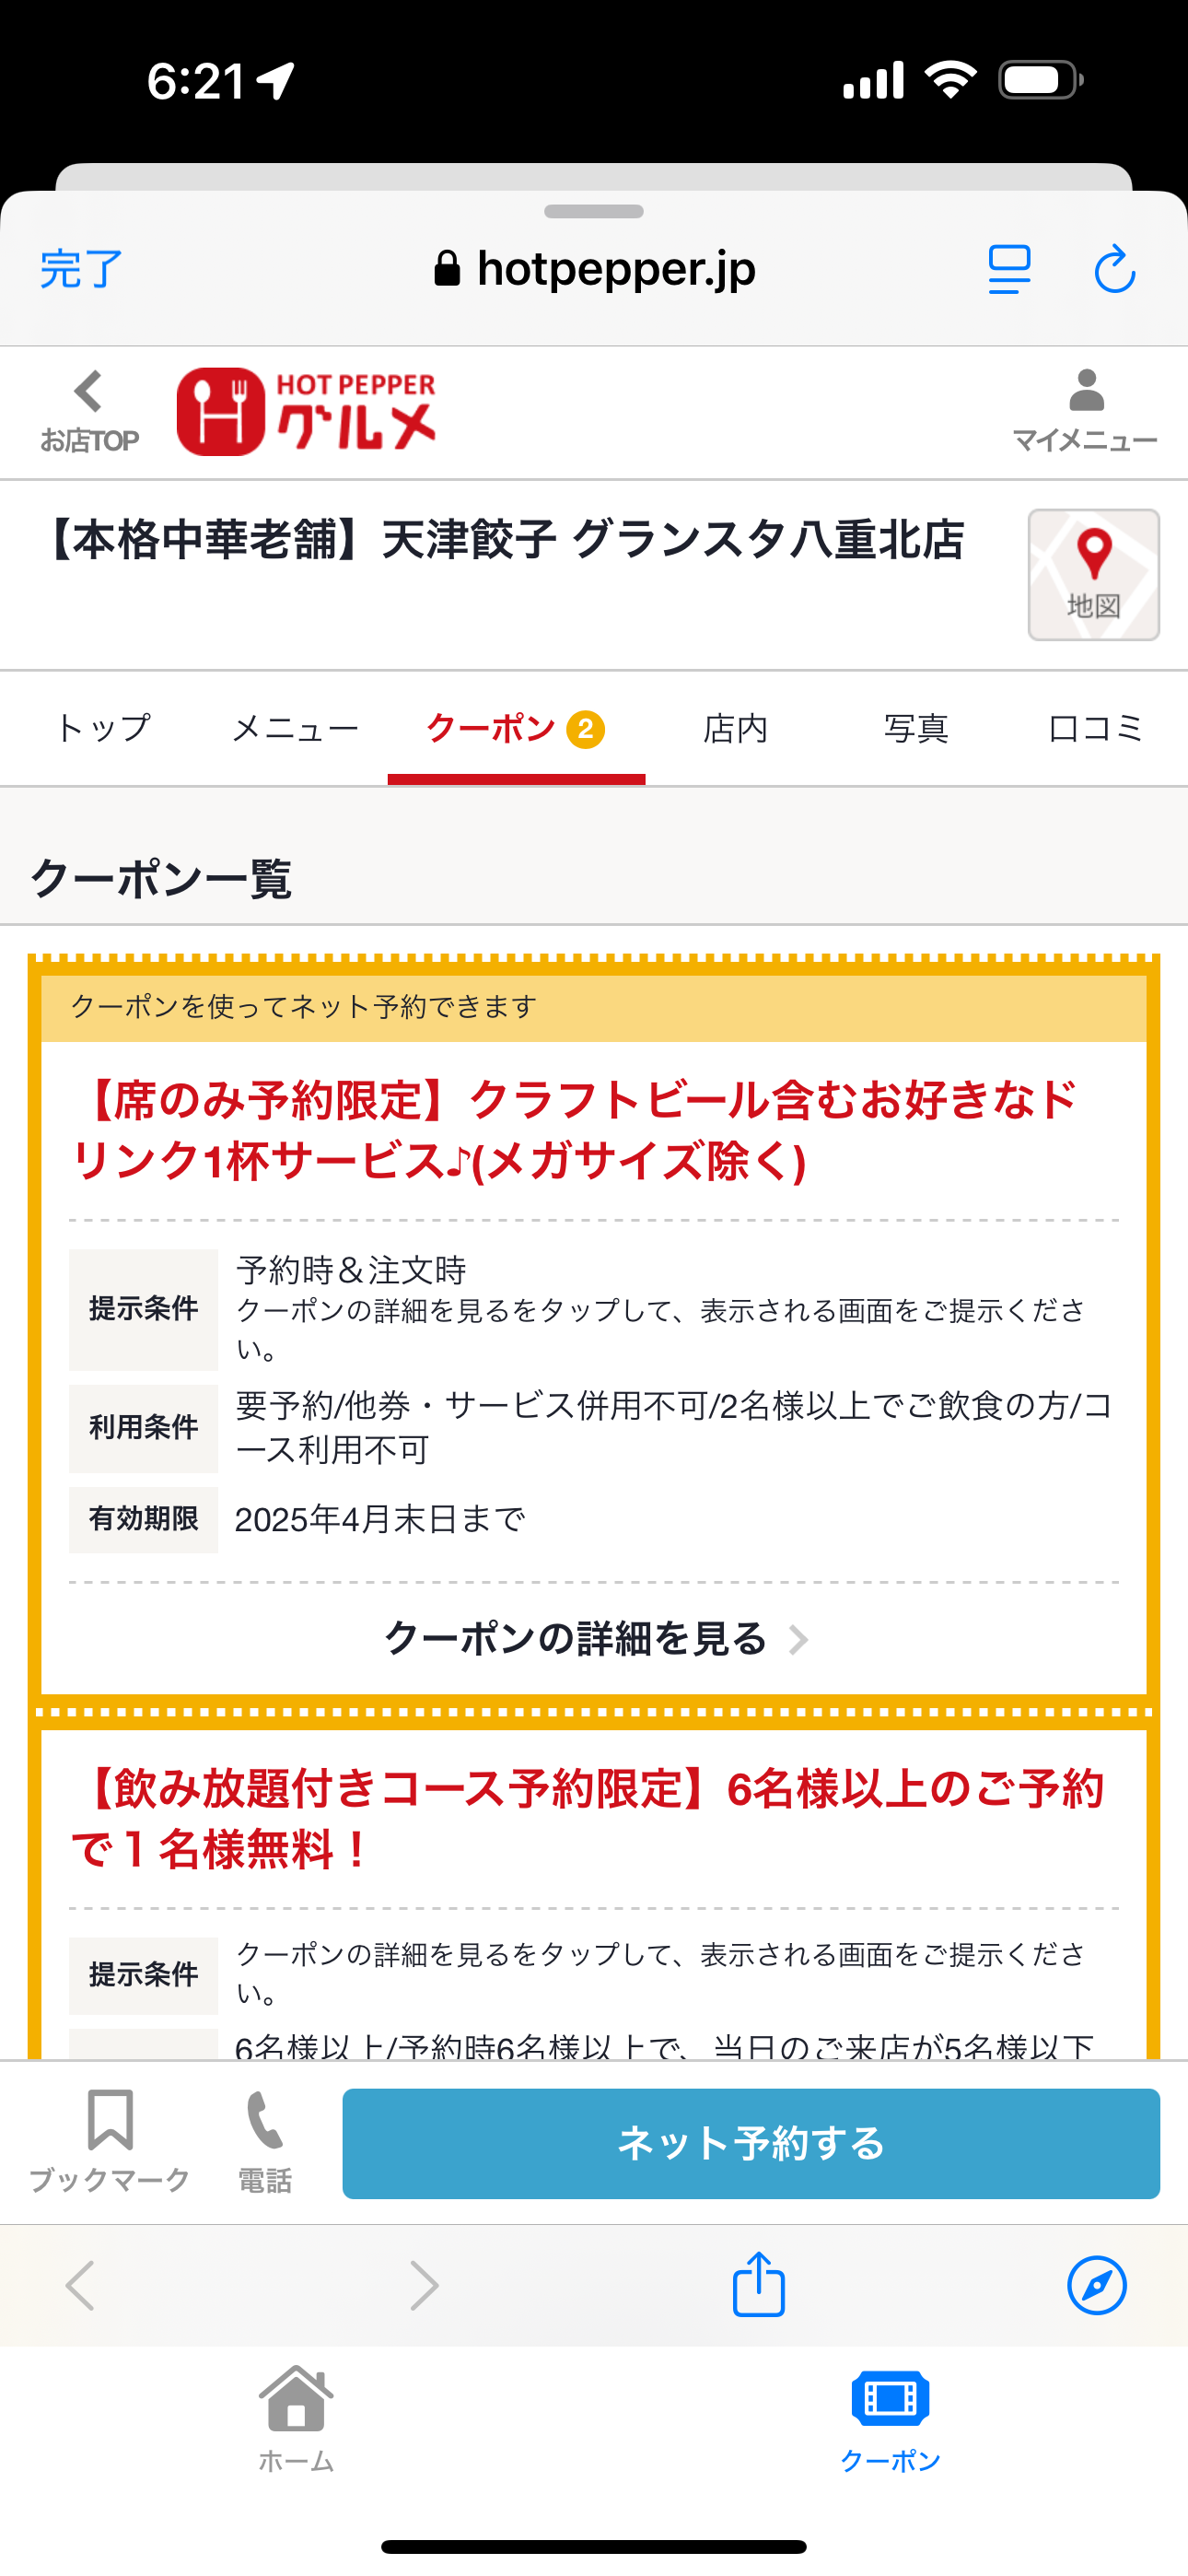 6:21
完了
hotpepper.jp
お店TOP
HOT PEPPER
グルメ
マイメニュー
【本格中華老舗】天津餃子 グランスタ八重北店
地図
トップ
メニュー
クーポン 2
店内
写真
口コミ
クーポン一覧
クーポンを使ってネット予約できます
【席のみ予約限定】クラフトビール含むお好きなド
リンク1杯サービス♪(メガサイズ除く)
提示条件
予約時＆注文時
クーポンの詳細を見るをタップして、表示される画面をご提示くださ
い。
利用条件
要予約/他券・サービス併用不可/2名様以上でご飲食の方/コ
ース利用不可
有効期限
2025年4月末日まで
クーポンの詳細を見る
【飲み放題付きコース予約限定】6名様以上のご予約
で１名様無料！
提示条件
クーポンの詳細を見るをタップして、表示される画面をご提示くださ
い。
6名様以上/予約時6名様以上で、当日のご来店が5名様以下
ブックマーク
電話
ネット予約する
ホーム
クーポン